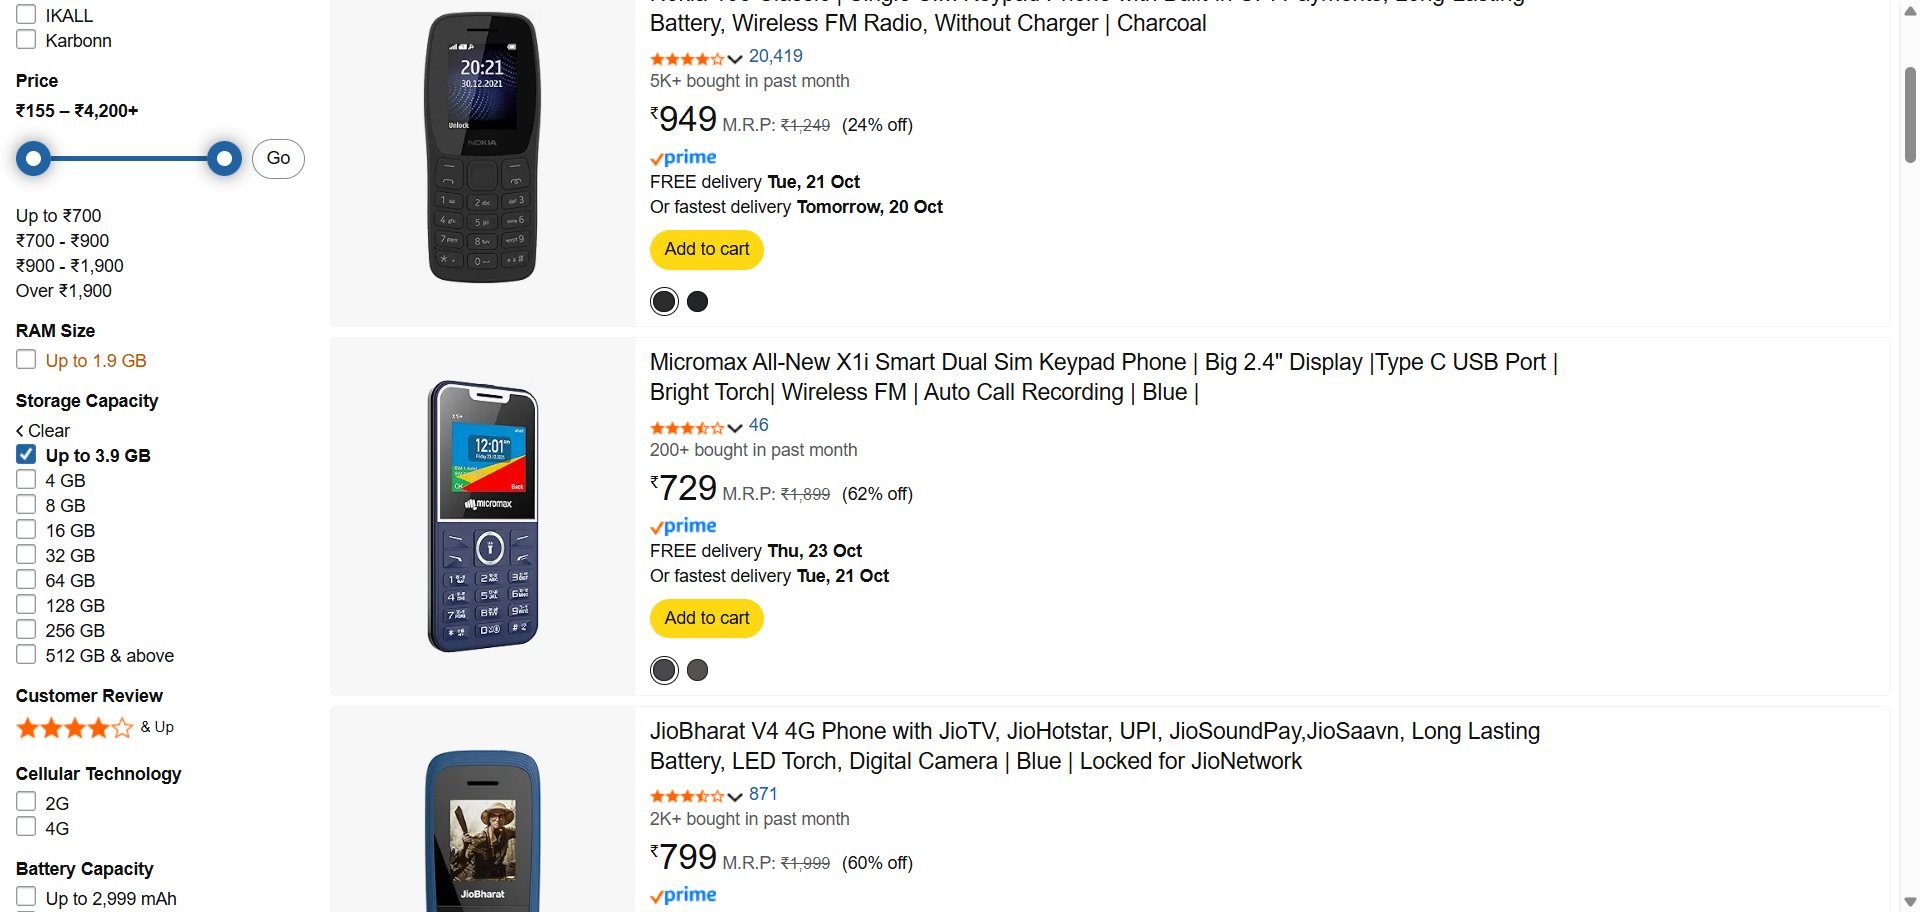 IKALL
Karbonn
Price
₹155 – ₹4,200+
Go
Up to ₹700
₹700 - ₹900
₹900 - ₹1,900
Over ₹1,900
RAM Size
Up to 1.9 GB
Storage Capacity
Clear
Up to 3.9 GB
4 GB
8 GB
16 GB
32 GB
64 GB
128 GB
256 GB
512 GB & above
Customer Review
& Up
Cellular Technology
2G
4G
Battery Capacity
Up to 2,999 mAh
20:21
30.12.2021
Unlock
NOKIA
Battery, Wireless FM Radio, Without Charger | Charcoal
20,419
5K+ bought in past month
₹949 M.R.P: ₹1,249 (24% off)
prime
FREE delivery Tue, 21 Oct
Or fastest delivery Tomorrow, 20 Oct
Add to cart
X1i+
12:01
OK
Back
micromax
Micromax All-New X1i Smart Dual Sim Keypad Phone | Big 2.4" Display |Type C USB Port |
Bright Torch| Wireless FM | Auto Call Recording | Blue |
46
200+ bought in past month
₹729 M.R.P: ₹1,899 (62% off)
prime
FREE delivery Thu, 23 Oct
Or fastest delivery Tue, 21 Oct
Add to cart
JioBharat
JioBharat V4 4G Phone with JioTV, JioHotstar, UPI, JioSoundPay,JioSaavn, Long Lasting
Battery, LED Torch, Digital Camera | Blue | Locked for JioNetwork
871
2K+ bought in past month
₹799 M.R.P: ₹1,999 (60% off)
prime